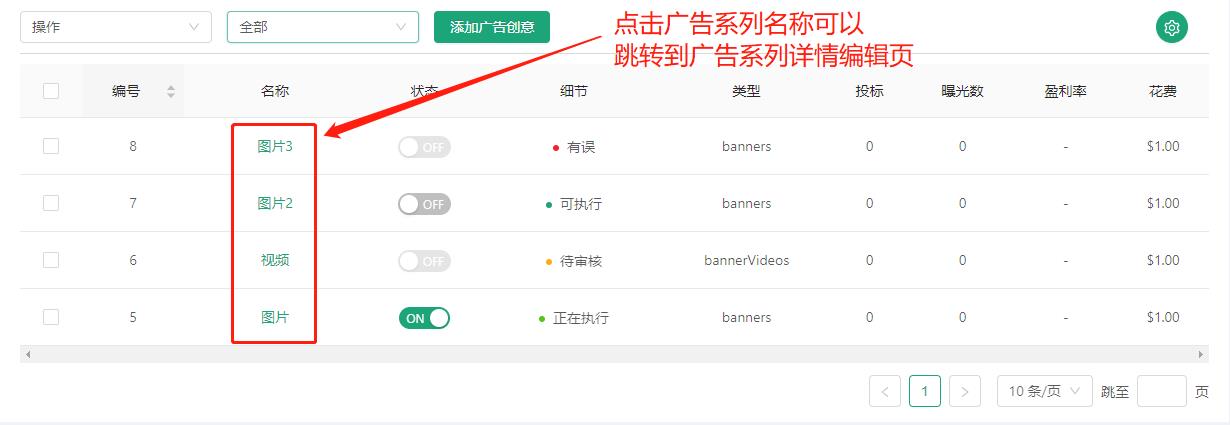 操作 全部 添加广告创意
点击广告系列名称可以
跳转到广告系列详情编辑页
编号 名称 状态 细节 类型 投标 曝光数 盈利率 花费
8 图片3 OFF 有误 banners 0 0 - $1.00
7 图片2 OFF 可执行 banners 0 0 - $1.00
6 视频 OFF 待审核 bannerVideos 0 0 - $1.00
5 图片 ON 正在执行 banners 0 0 - $1.00
< 1 > 10 条/页 跳至 页